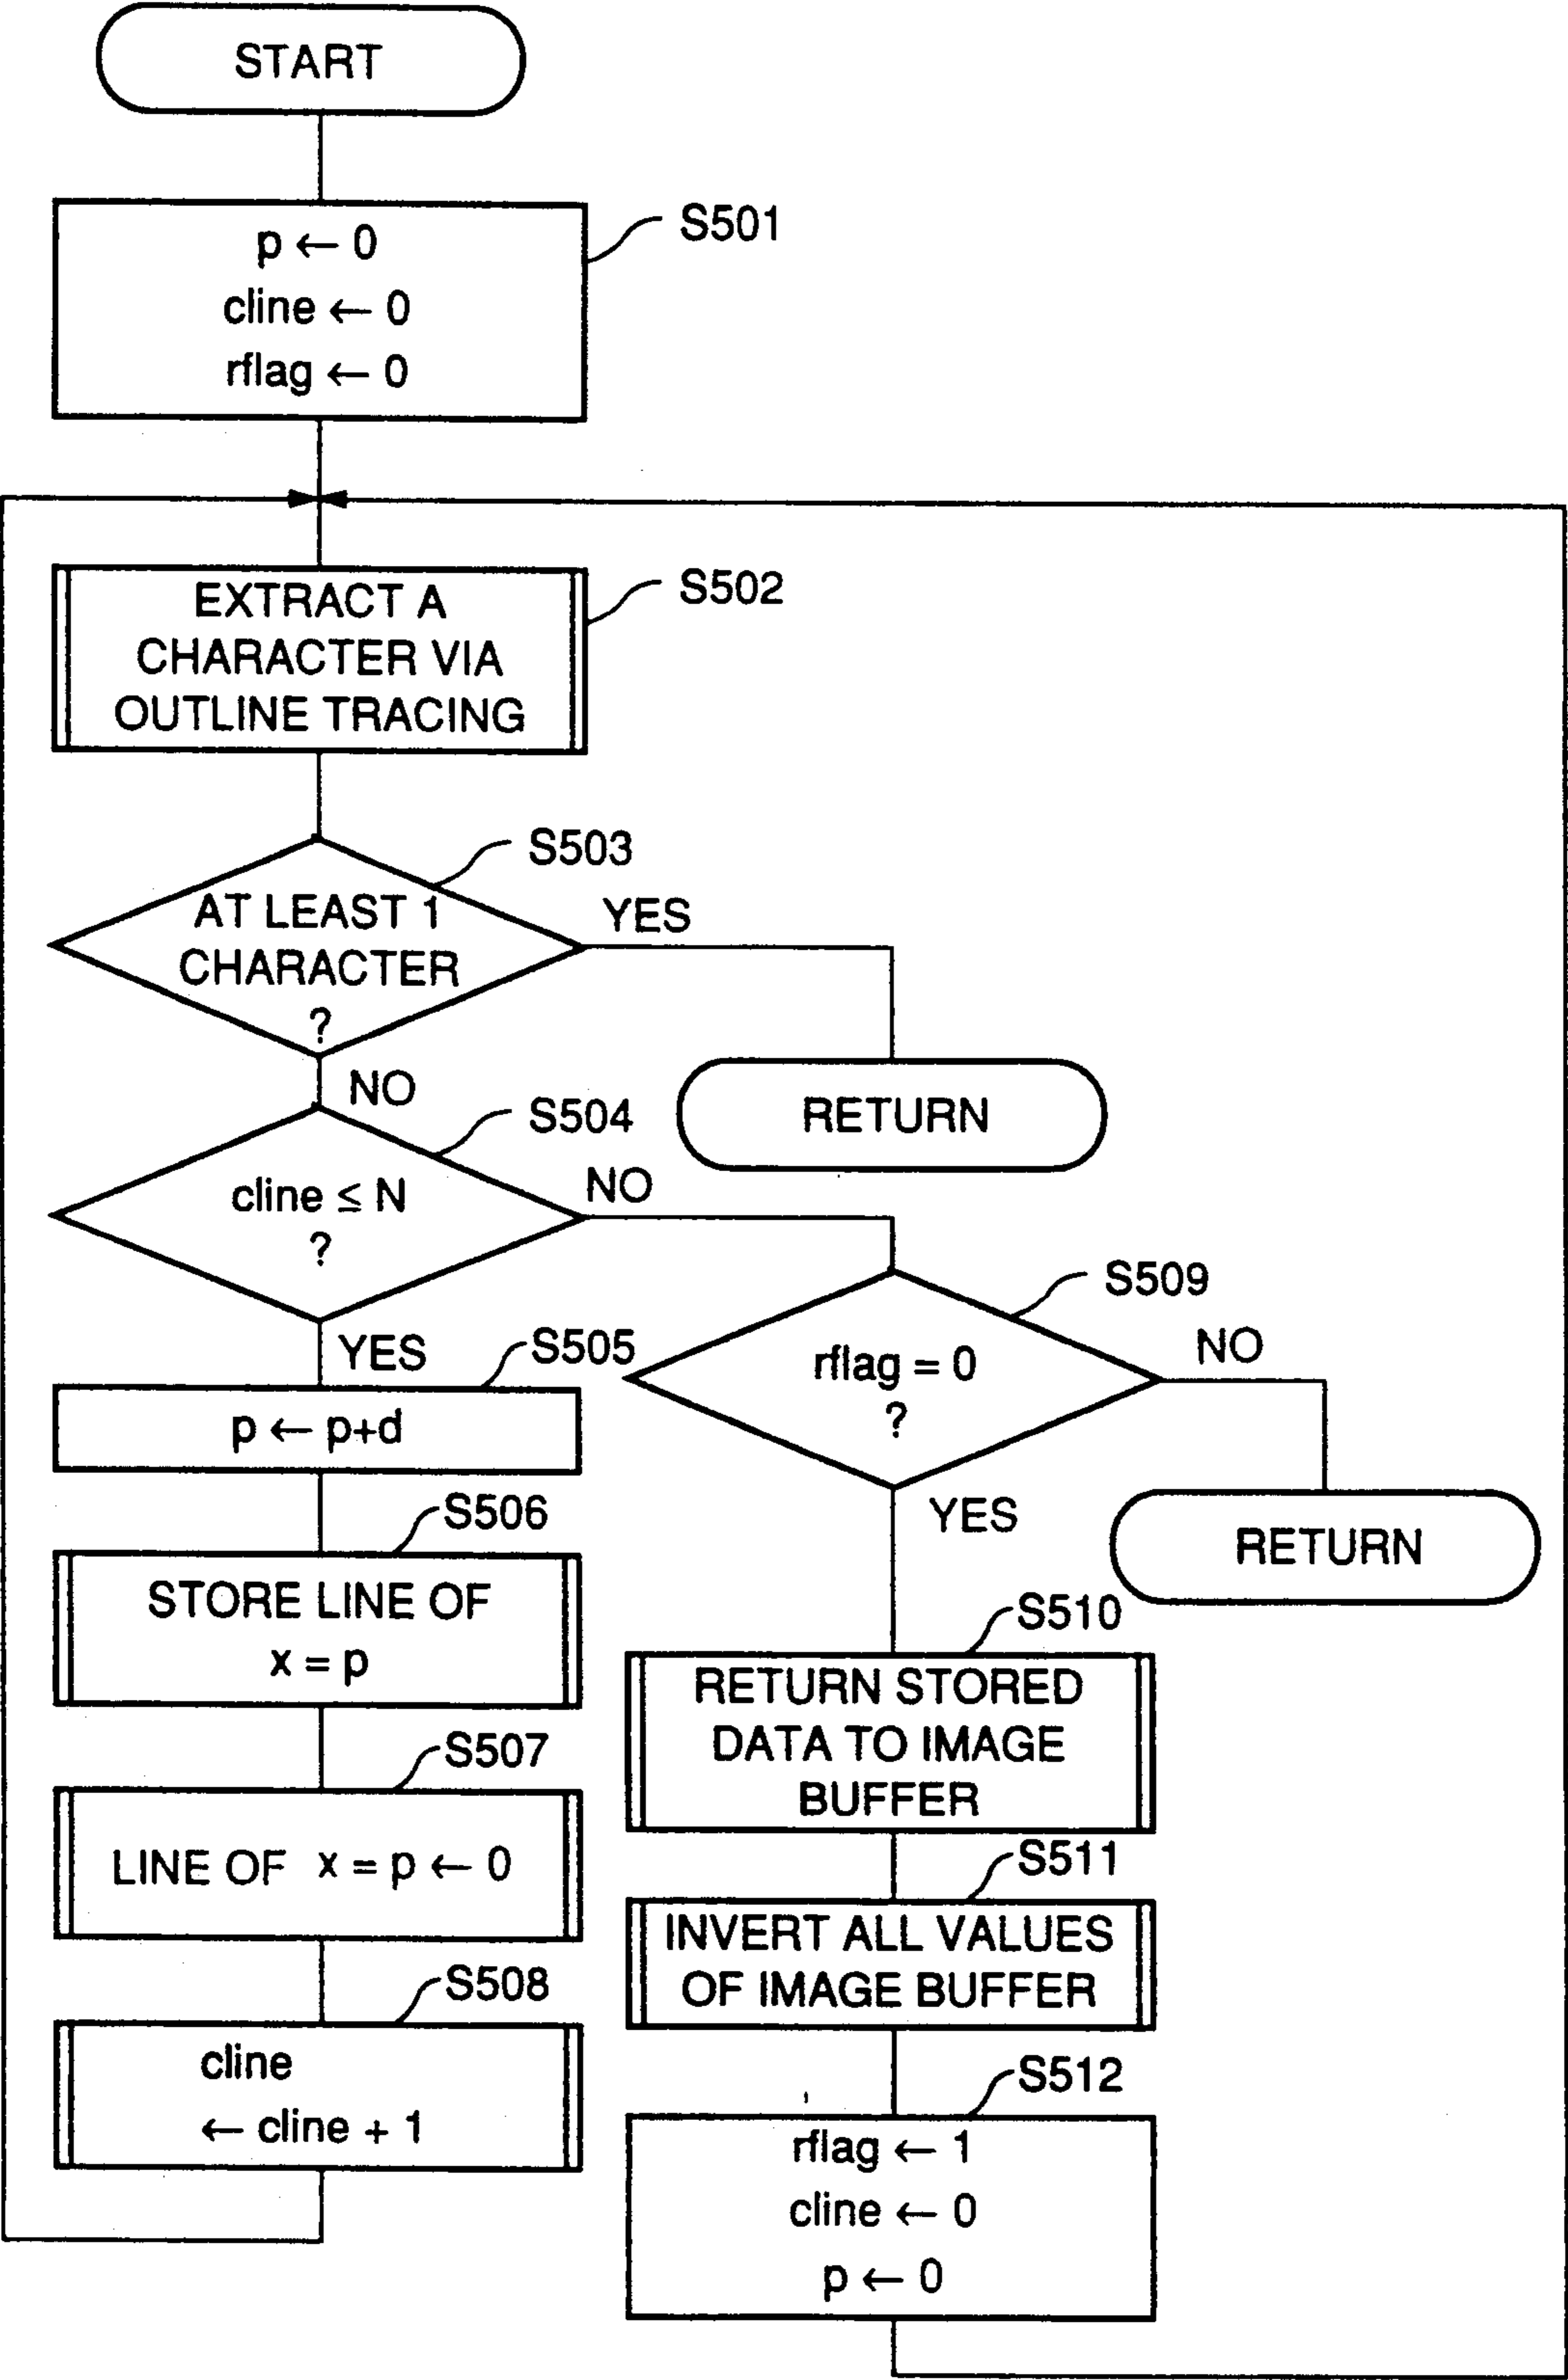 START
S501
p ← 0
cline ← 0
rflag ← 0
S502
EXTRACT A
CHARACTER VIA
OUTLINE TRACING
S503
AT LEAST 1
CHARACTER
?
YES
NO
RETURN
S504
cline ≤ N
?
NO
YES
S509
rflag = 0
?
NO
YES
RETURN
S505
p ← p+d
S506
STORE LINE OF
x = p
S507
LINE OF x = p ← 0
S508
cline
← cline + 1
S510
RETURN STORED
DATA TO IMAGE
BUFFER
S511
INVERT ALL VALUES
OF IMAGE BUFFER
S512
rflag ← 1
cline ← 0
p ← 0